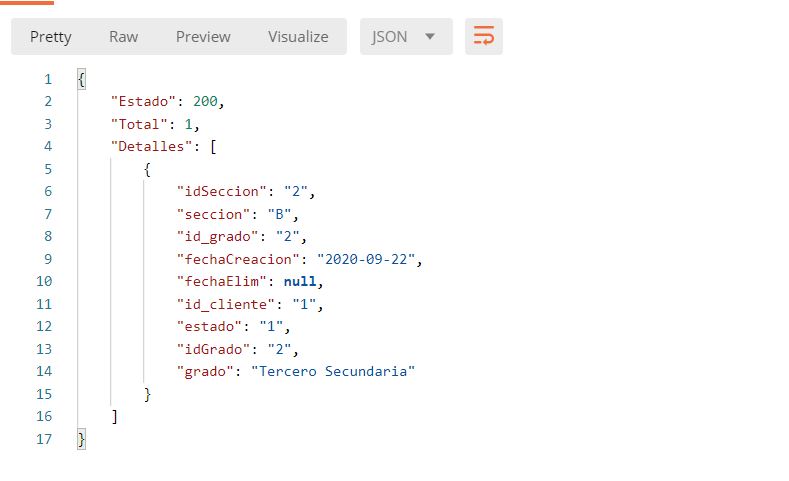 Pretty Raw Preview Visualize JSON
1 {
2 "Estado": 200,
3 "Total": 1,
4 "Detalles": [
5 {
6 "idSeccion": "2",
7 "seccion": "B",
8 "id_grado": "2",
9 "fechaCreacion": "2020-09-22",
10 "fechaElim": null,
11 "id_cliente": "1",
12 "estado": "1",
13 "idGrado": "2",
14 "grado": "Tercero Secundaria"
15 }
16 ]
17 }